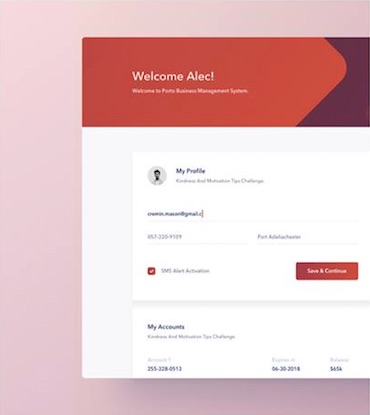 Welcome Alec!
Welcome to Porto Business Management System.
My Profile
Kindness And Motivation Tips Challenge.
cremin.mason@gmail.c
057-320-9109
Port Adelachester
SMS Alert Activation
Save & Continue
My Accounts
Kindness And Motivation Tips Challenge.
Account 1 Expires in Balance
255-328-0513 06-30-2018 $65k